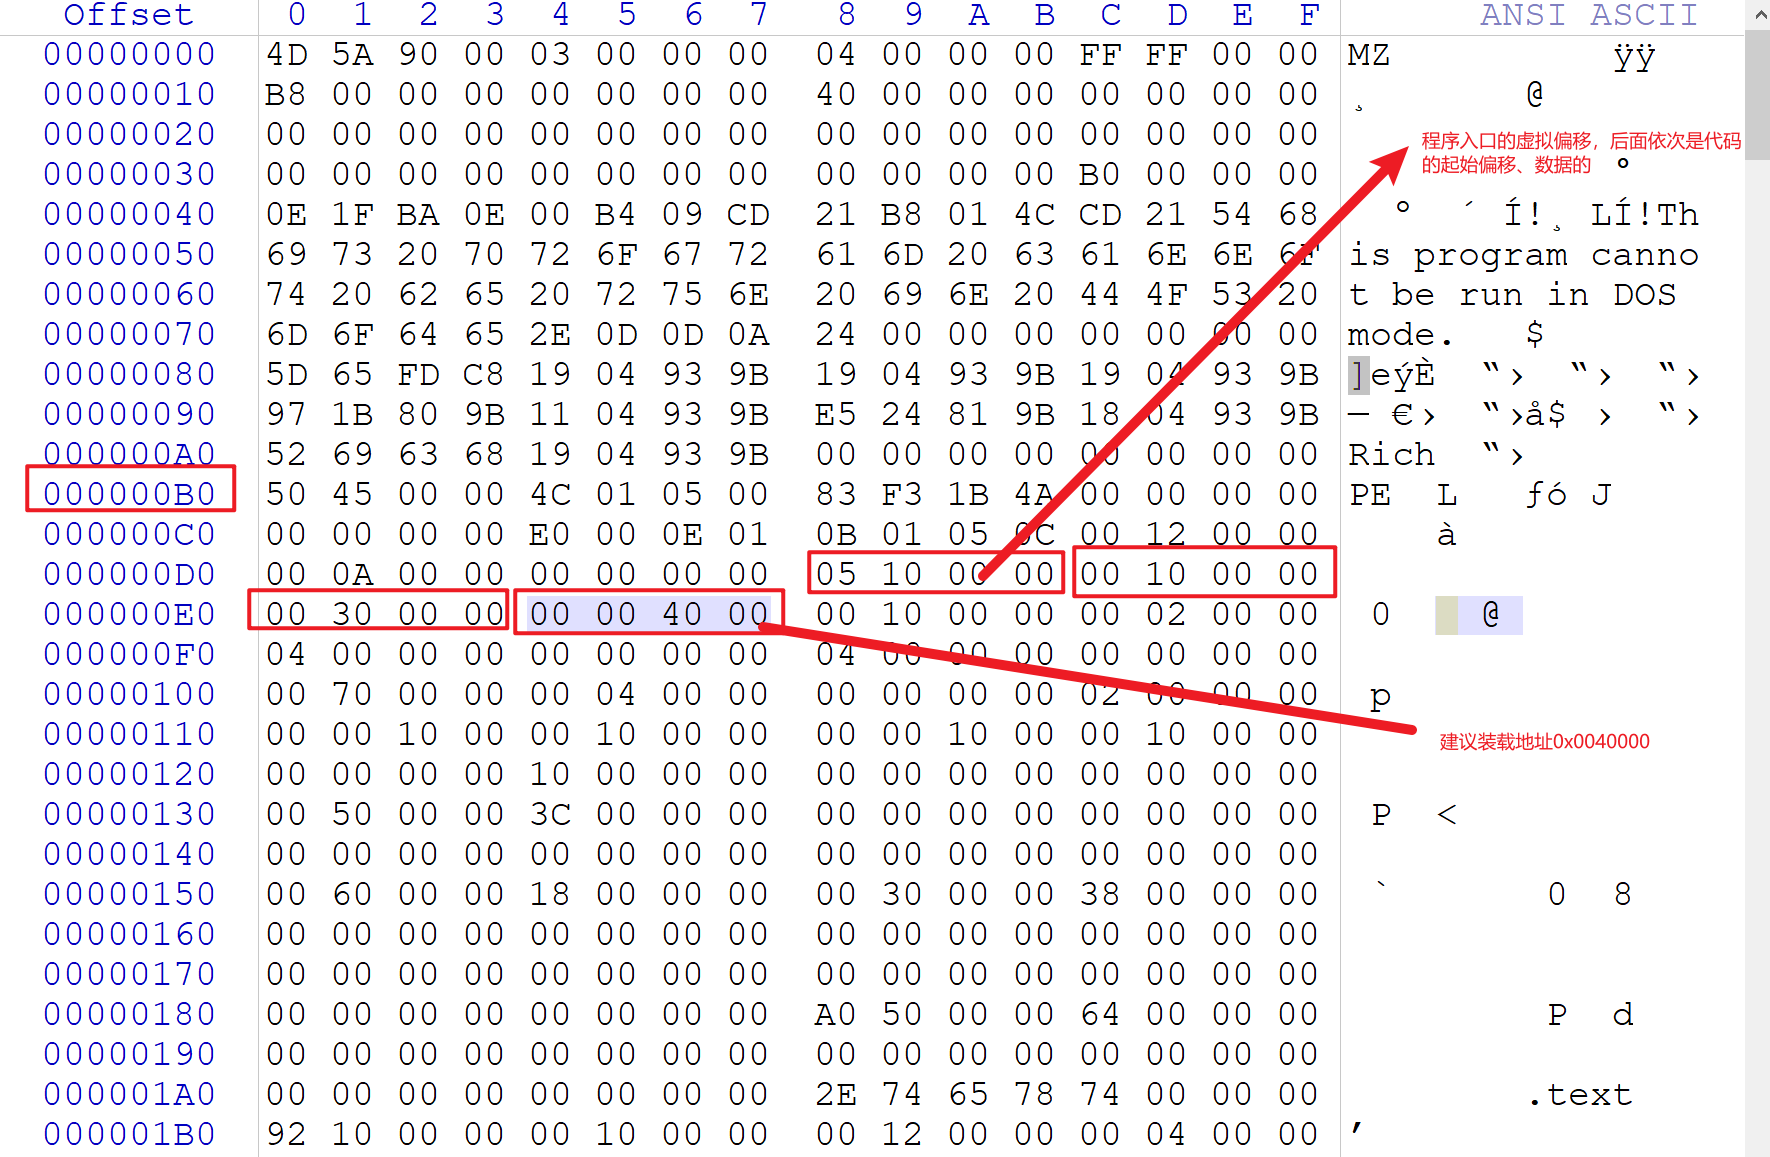 Offset 0 1 2 3 4 5 6 7 8 9 A B C D E F ANSI ASCII
00000000 4D 5A 90 00 03 00 00 00 04 00 00 00 FF FF 00 00 MZ ÿÿ
00000010 B8 00 00 00 00 00 00 00 40 00 00 00 00 00 00 00 ¸ @
00000020 00 00 00 00 00 00 00 00 00 00 00 00 00 00 00 00
程序入口的虚拟偏移，后面依次是代码
的起始偏移、数据的
00000030 00 00 00 00 00 00 00 00 00 00 00 00 B0 00 00 00 °
00000040 0E 1F BA 0E 00 B4 09 CD 21 B8 01 4C CD 21 54 68 º ´ Í!¸ LÍ!Th
00000050 69 73 20 70 72 6F 67 72 61 6D 20 63 61 6E 6E 6F is program canno
00000060 74 20 62 65 20 72 75 6E 20 69 6E 20 44 4F 53 20 t be run in DOS
00000070 6D 6F 64 65 2E 0D 0D 0A 24 00 00 00 00 00 00 00 mode. $
00000080 5D 65 FD C8 19 04 93 9B 19 04 93 9B 19 04 93 9B ]eýÈ “› “› “›
00000090 97 1B 80 9B 11 04 93 9B E5 24 81 9B 18 04 93 9B — €› “›å$ › “›
000000A0 52 69 63 68 19 04 93 9B 00 00 00 00 00 00 00 00 Rich “›
000000B0 50 45 00 00 4C 01 05 00 83 F3 1B 4A 00 00 00 00 PE L ƒó J
000000C0 00 00 00 00 E0 00 0E 01 0B 01 05 0C 00 12 00 00 à
000000D0 00 0A 00 00 00 00 00 00 05 10 00 00 00 10 00 00
000000E0 00 30 00 00 00 00 40 00 00 10 00 00 00 02 00 00 0 @
000000F0 04 00 00 00 00 00 00 00 04 00 00 00 00 00 00 00
00000100 00 70 00 00 00 04 00 00 00 00 00 00 02 00 00 00 p
00000110 00 00 10 00 00 10 00 00 00 00 10 00 00 10 00 00
建议装载地址0x0040000
00000120 00 00 00 00 10 00 00 00 00 00 00 00 00 00 00 00
00000130 00 50 00 00 3C 00 00 00 00 00 00 00 00 00 00 00 P <
00000140 00 00 00 00 00 00 00 00 00 00 00 00 00 00 00 00
00000150 00 60 00 00 18 00 00 00 00 30 00 00 38 00 00 00 ` 0 8
00000160 00 00 00 00 00 00 00 00 00 00 00 00 00 00 00 00
00000170 00 00 00 00 00 00 00 00 00 00 00 00 00 00 00 00
00000180 00 00 00 00 00 00 00 00 A0 50 00 00 64 00 00 00 P d
00000190 00 00 00 00 00 00 00 00 00 00 00 00 00 00 00 00
000001A0 00 00 00 00 00 00 00 00 2E 74 65 78 74 00 00 00 .text
000001B0 92 10 00 00 00 10 00 00 00 12 00 00 00 04 00 00 ’